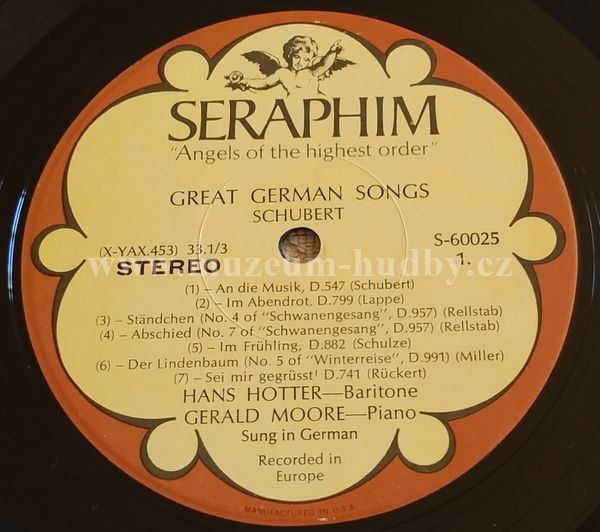 SERAPHIM
"Angels of the highest order"
GREAT GERMAN SONGS
SCHUBERT
(X-YAX.453) 33.1/3
STEREO
S-60025
1.
www.muzeum-hudby.cz
(1) – An die Musik, D.547 (Schubert)
(2) – Im Abendrot, D.799 (Lappe)
(3) – Ständchen (No. 4 of "Schwanengesang", D.957) (Rellstab)
(4) – Abschied (No. 7 of "Schwanengesang", D.957) (Rellstab)
(5) – Im Frühling, D.882 (Schulze)
(6) – Der Lindenbaum (No. 5 of "Winterreise", D.991) (Miller)
(7) – Sei mir gegrüsst! D.741 (Rückert)
HANS HOTTER—Baritone
GERALD MOORE—Piano
Sung in German
Recorded in
Europe
MANUFACTURED IN U.S.A.